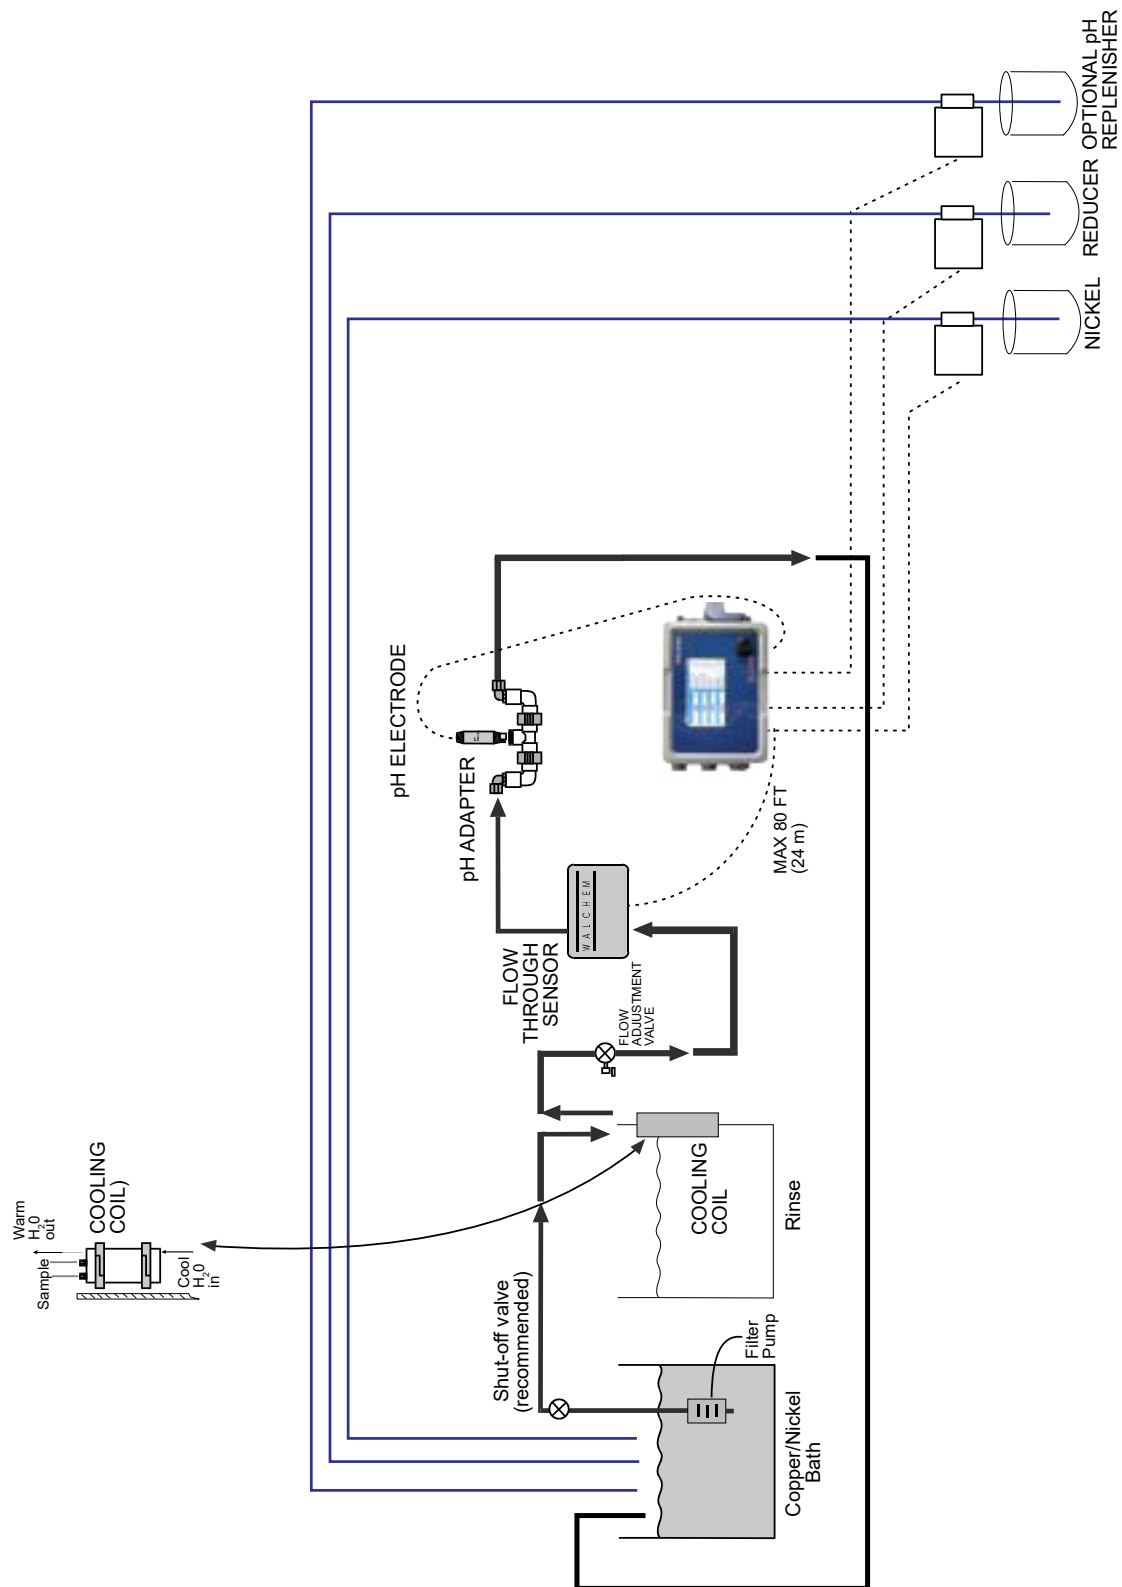 OPTIONAL pH
REPLENISHER
REDUCER
NICKEL
pH ELECTRODE
pH ADAPTER
MAX 80 FT
(24 m)
WALCHEM
FLOW
THROUGH
SENSOR
FLOW
ADJUSTMENT
VALVE
Warm
H20
out
Sample
COOLING
COIL)
Cool
H20
in
COOLING
COIL
Rinse
Shut-off valve
(recommended)
Filter
Pump
Copper/Nickel
Bath